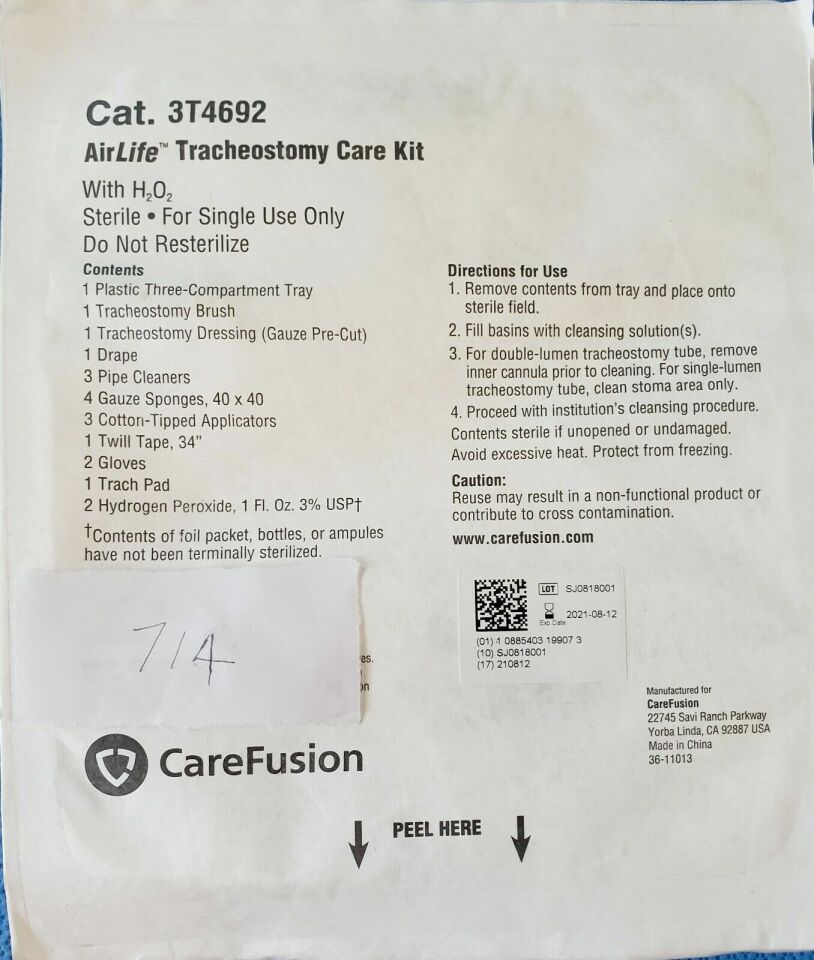 Cat. 3T4692
AirLife™ Tracheostomy Care Kit
With H₂O₂
Sterile • For Single Use Only
Do Not Resterilize
Contents
1 Plastic Three-Compartment Tray
1 Tracheostomy Brush
1 Tracheostomy Dressing (Gauze Pre-Cut)
1 Drape
3 Pipe Cleaners
4 Gauze Sponges, 40 x 40
3 Cotton-Tipped Applicators
1 Twill Tape, 34”
2 Gloves
1 Trach Pad
2 Hydrogen Peroxide, 1 Fl. Oz. 3% USP†
†Contents of foil packet, bottles, or ampules
have not been terminally sterilized.
Directions for Use
1. Remove contents from tray and place onto
sterile field.
2. Fill basins with cleansing solution(s).
3. For double-lumen tracheostomy tube, remove
inner cannula prior to cleaning. For single-lumen
tracheostomy tube, clean stoma area only.
4. Proceed with institution's cleansing procedure.
Contents sterile if unopened or undamaged.
Avoid excessive heat. Protect from freezing.
Caution:
Reuse may result in a non-functional product or
contribute to cross contamination.
www.carefusion.com
714
LOT SJ0818001
Exp Date 2021-08-12
(01) 1 0885403 19907 3
(10) SJ0818001
(17) 210812
Manufactured for
CareFusion
22745 Savi Ranch Parkway
Yorba Linda, CA 92887 USA
Made in China
36-11013
CareFusion
PEEL HERE